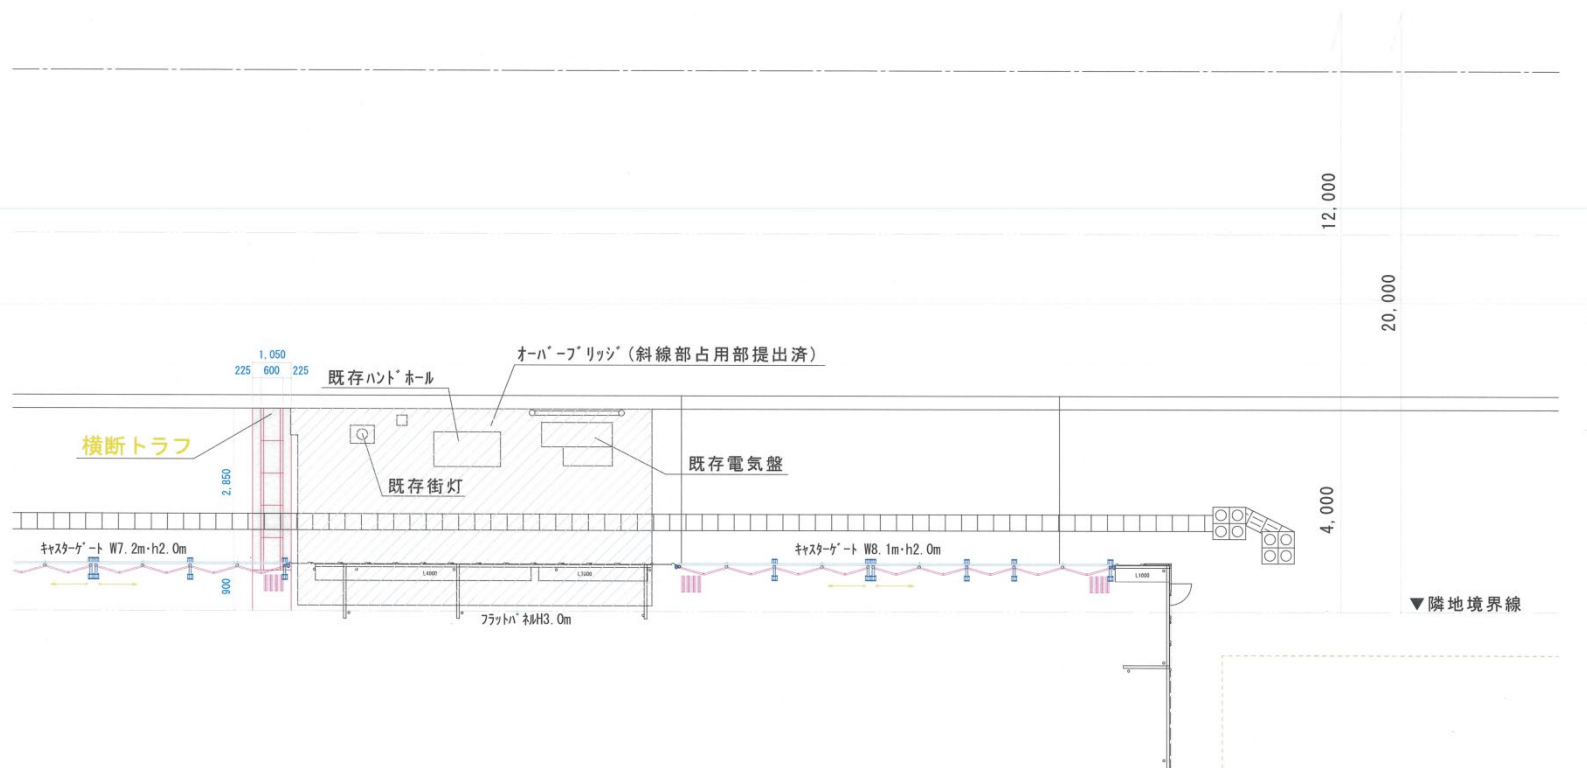 12,000
20,000
1,050
225 600 225
オーバーブリッジ(斜線部占用部提出済)
既存ハンドホール
横断トラフ
既存電気盤
既存街灯
2,850
4,000
キャスターゲート W7.2m·h2.0m
キャスターゲート W8.1m·h2.0m
900
L4000
L3000
L1000
フラットパネルH3.0m
▼隣地境界線